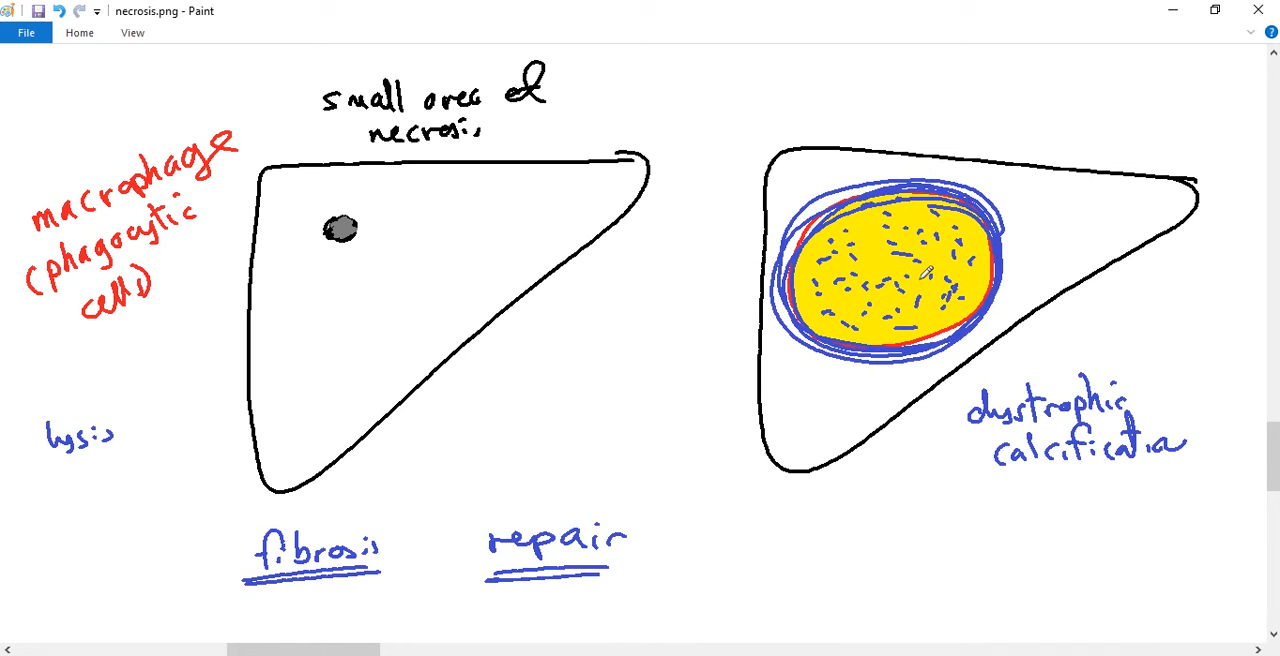 necrosis.png - Paint
File Home View
small area of
necrosis
macrophage
(phagocytic
cells)
lysis
dystrophic
calcification
fibrosis repair